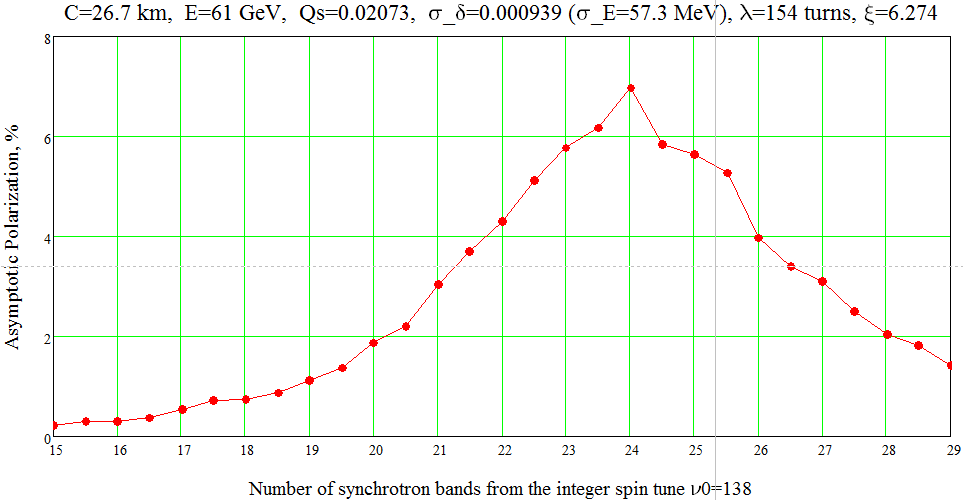 C=26.7 km, E=61 GeV, Qs=0.02073, σ_δ=0.000939 (σ_E=57.3 MeV), λ=154 turns, ξ=6.274
8
6
4
2
0
Asymptotic Polarization, %
15 16 17 18 19 20 21 22 23 24 25 26 27 28 29
Number of synchrotron bands from the integer spin tune ν0=138